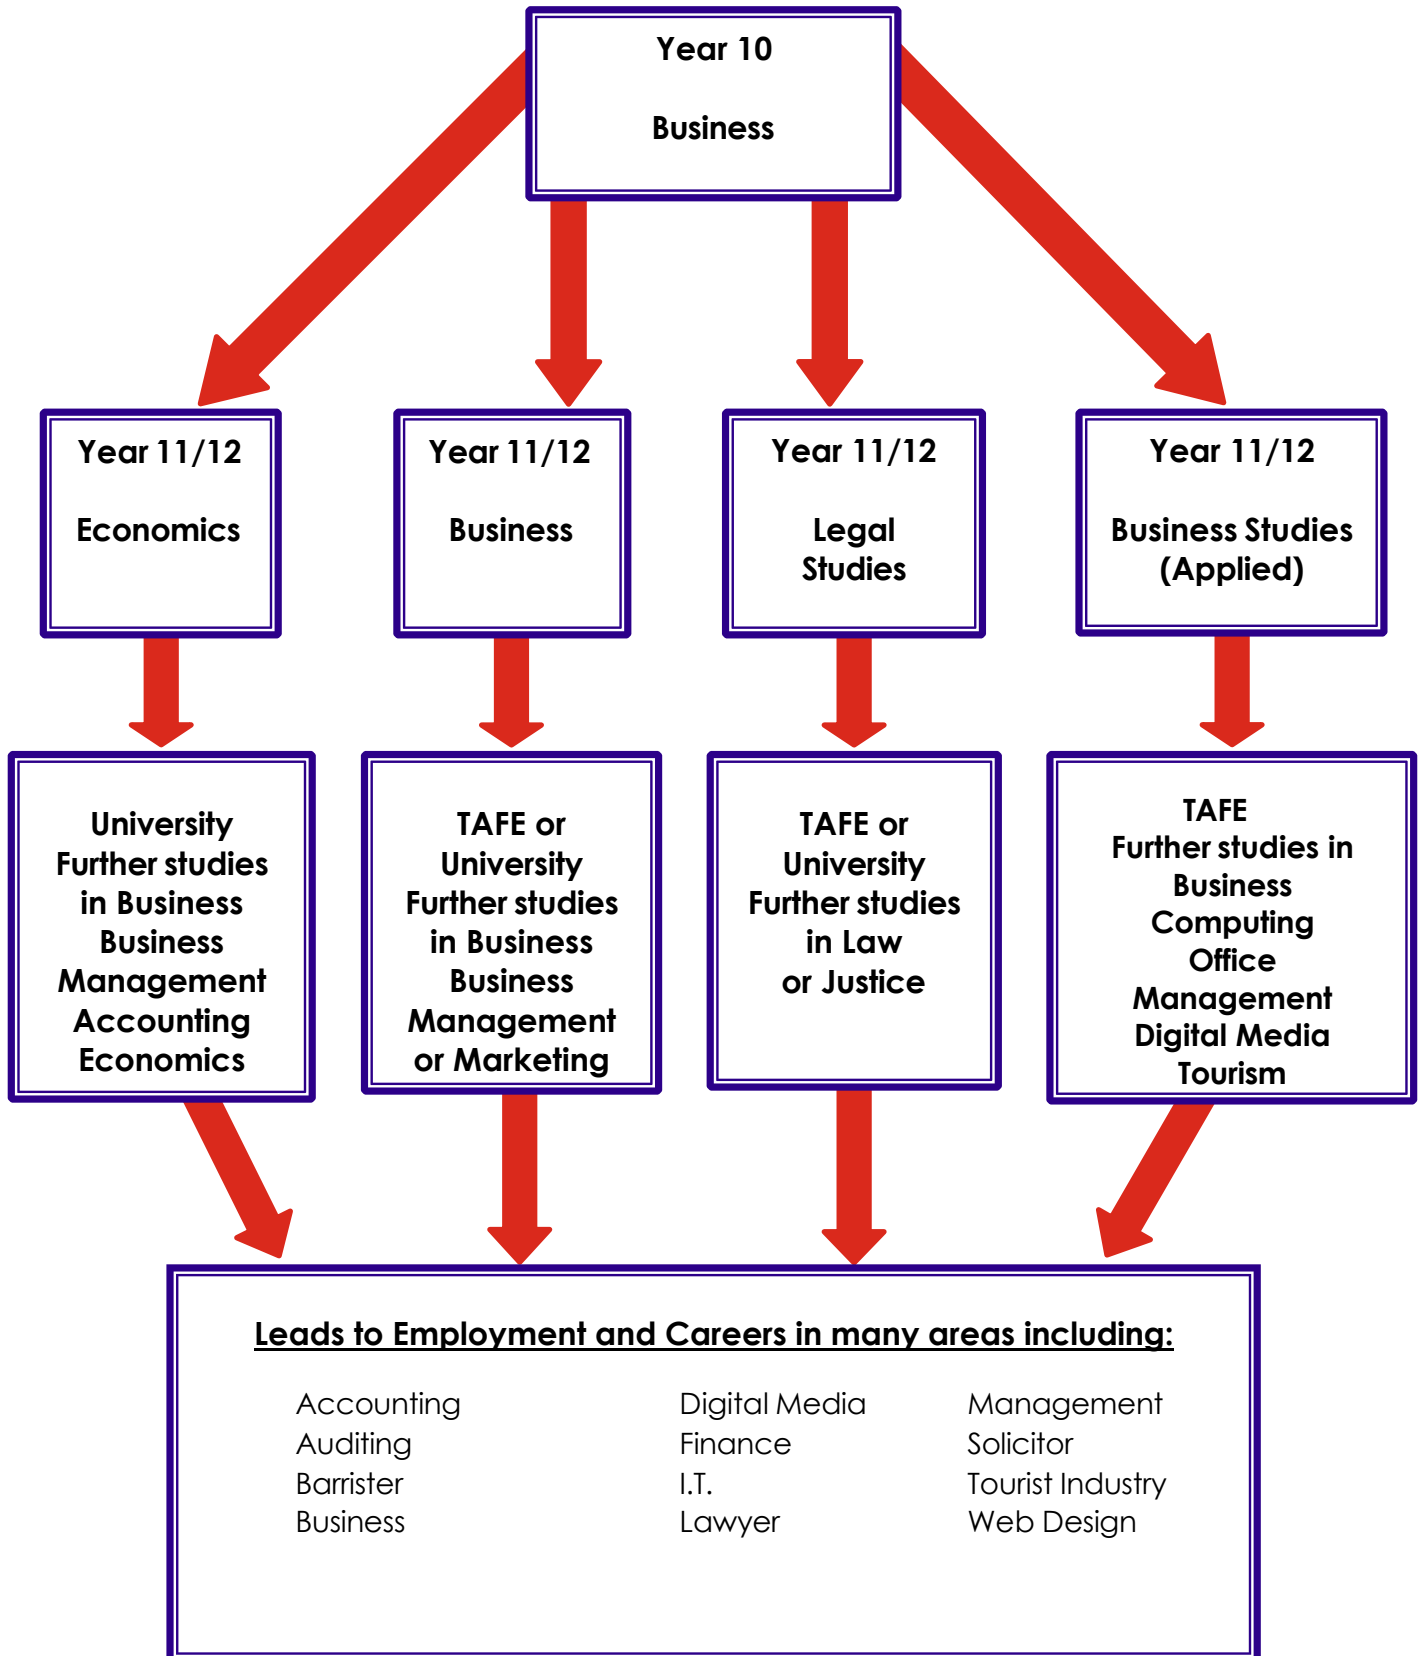 Year 10
Business
Year 11/12
Economics
Year 11/12
Business
Year 11/12
Legal
Studies
Year 11/12
Business Studies
(Applied)
University
Further studies
in Business
Business
Management
Accounting
Economics
TAFE or
University
Further studies
in Business
Business
Management
or Marketing
TAFE or
University
Further studies
in Law
or Justice
TAFE
Further studies in
Business
Computing
Office
Management
Digital Media
Tourism
Leads to Employment and Careers in many areas including:
Accounting
Auditing
Barrister
Business
Digital Media
Finance
I.T.
Lawyer
Management
Solicitor
Tourist Industry
Web Design